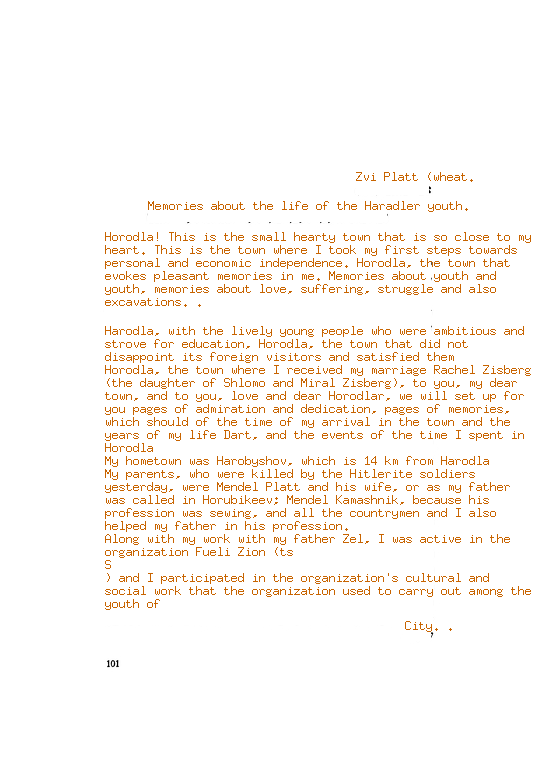 Zvi Platt (wheat.
Memories about the life of the Haradler youth.
Horodla! This is the small hearty town that is so close to my
heart. This is the town where I took my first steps towards
personal and economic independence. Horodla, the town that
evokes pleasant memories in me. Memories about youth and
youth, memories about love, suffering, struggle and also
excavations. .
Harodla, with the lively young people who were ambitious and
strove for education, Horodla, the town that did not
disappoint its foreign visitors and satisfied them
Horodla, the town where I received my marriage Rachel Zisberg
(the daughter of Shlomo and Miral Zisberg), to you, my dear
town, and to you, love and dear Horodlar, we will set up for
you pages of admiration and dedication, pages of memories,
which should of the time of my arrival in the town and the
years of my life Dart, and the events of the time I spent in
Horodla
My hometown was Harobyshov, which is 14 km from Harodla
My parents, who were killed by the Hitlerite soldiers
yesterday, were Mendel Platt and his wife, or as my father
was called in Horubikeev; Mendel Kamashnik, because his
profession was sewing, and all the countrymen and I also
helped my father in his profession.
Along with my work with my father Zel, I was active in the
organization Fueli Zion (ts
S
) and I participated in the organization's cultural and
social work that the organization used to carry out among the
youth of
City. .
101